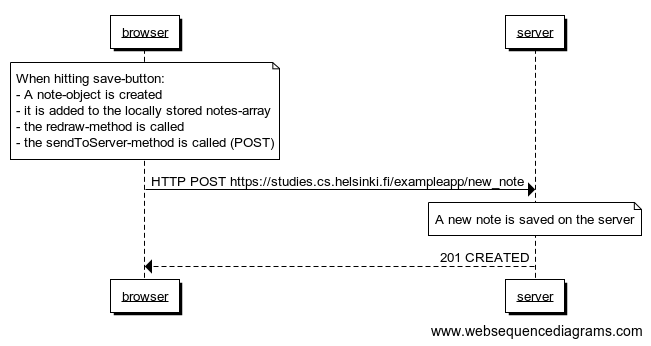 browser
server
When hitting save-button:
- A note-object is created
- it is added to the locally stored notes-array
- the redraw-method is called
- the sendToServer-method is called (POST)
HTTP POST https://studies.cs.helsinki.fi/exampleapp/new_note
A new note is saved on the server
201 CREATED
browser
server
www.websequencediagrams.com